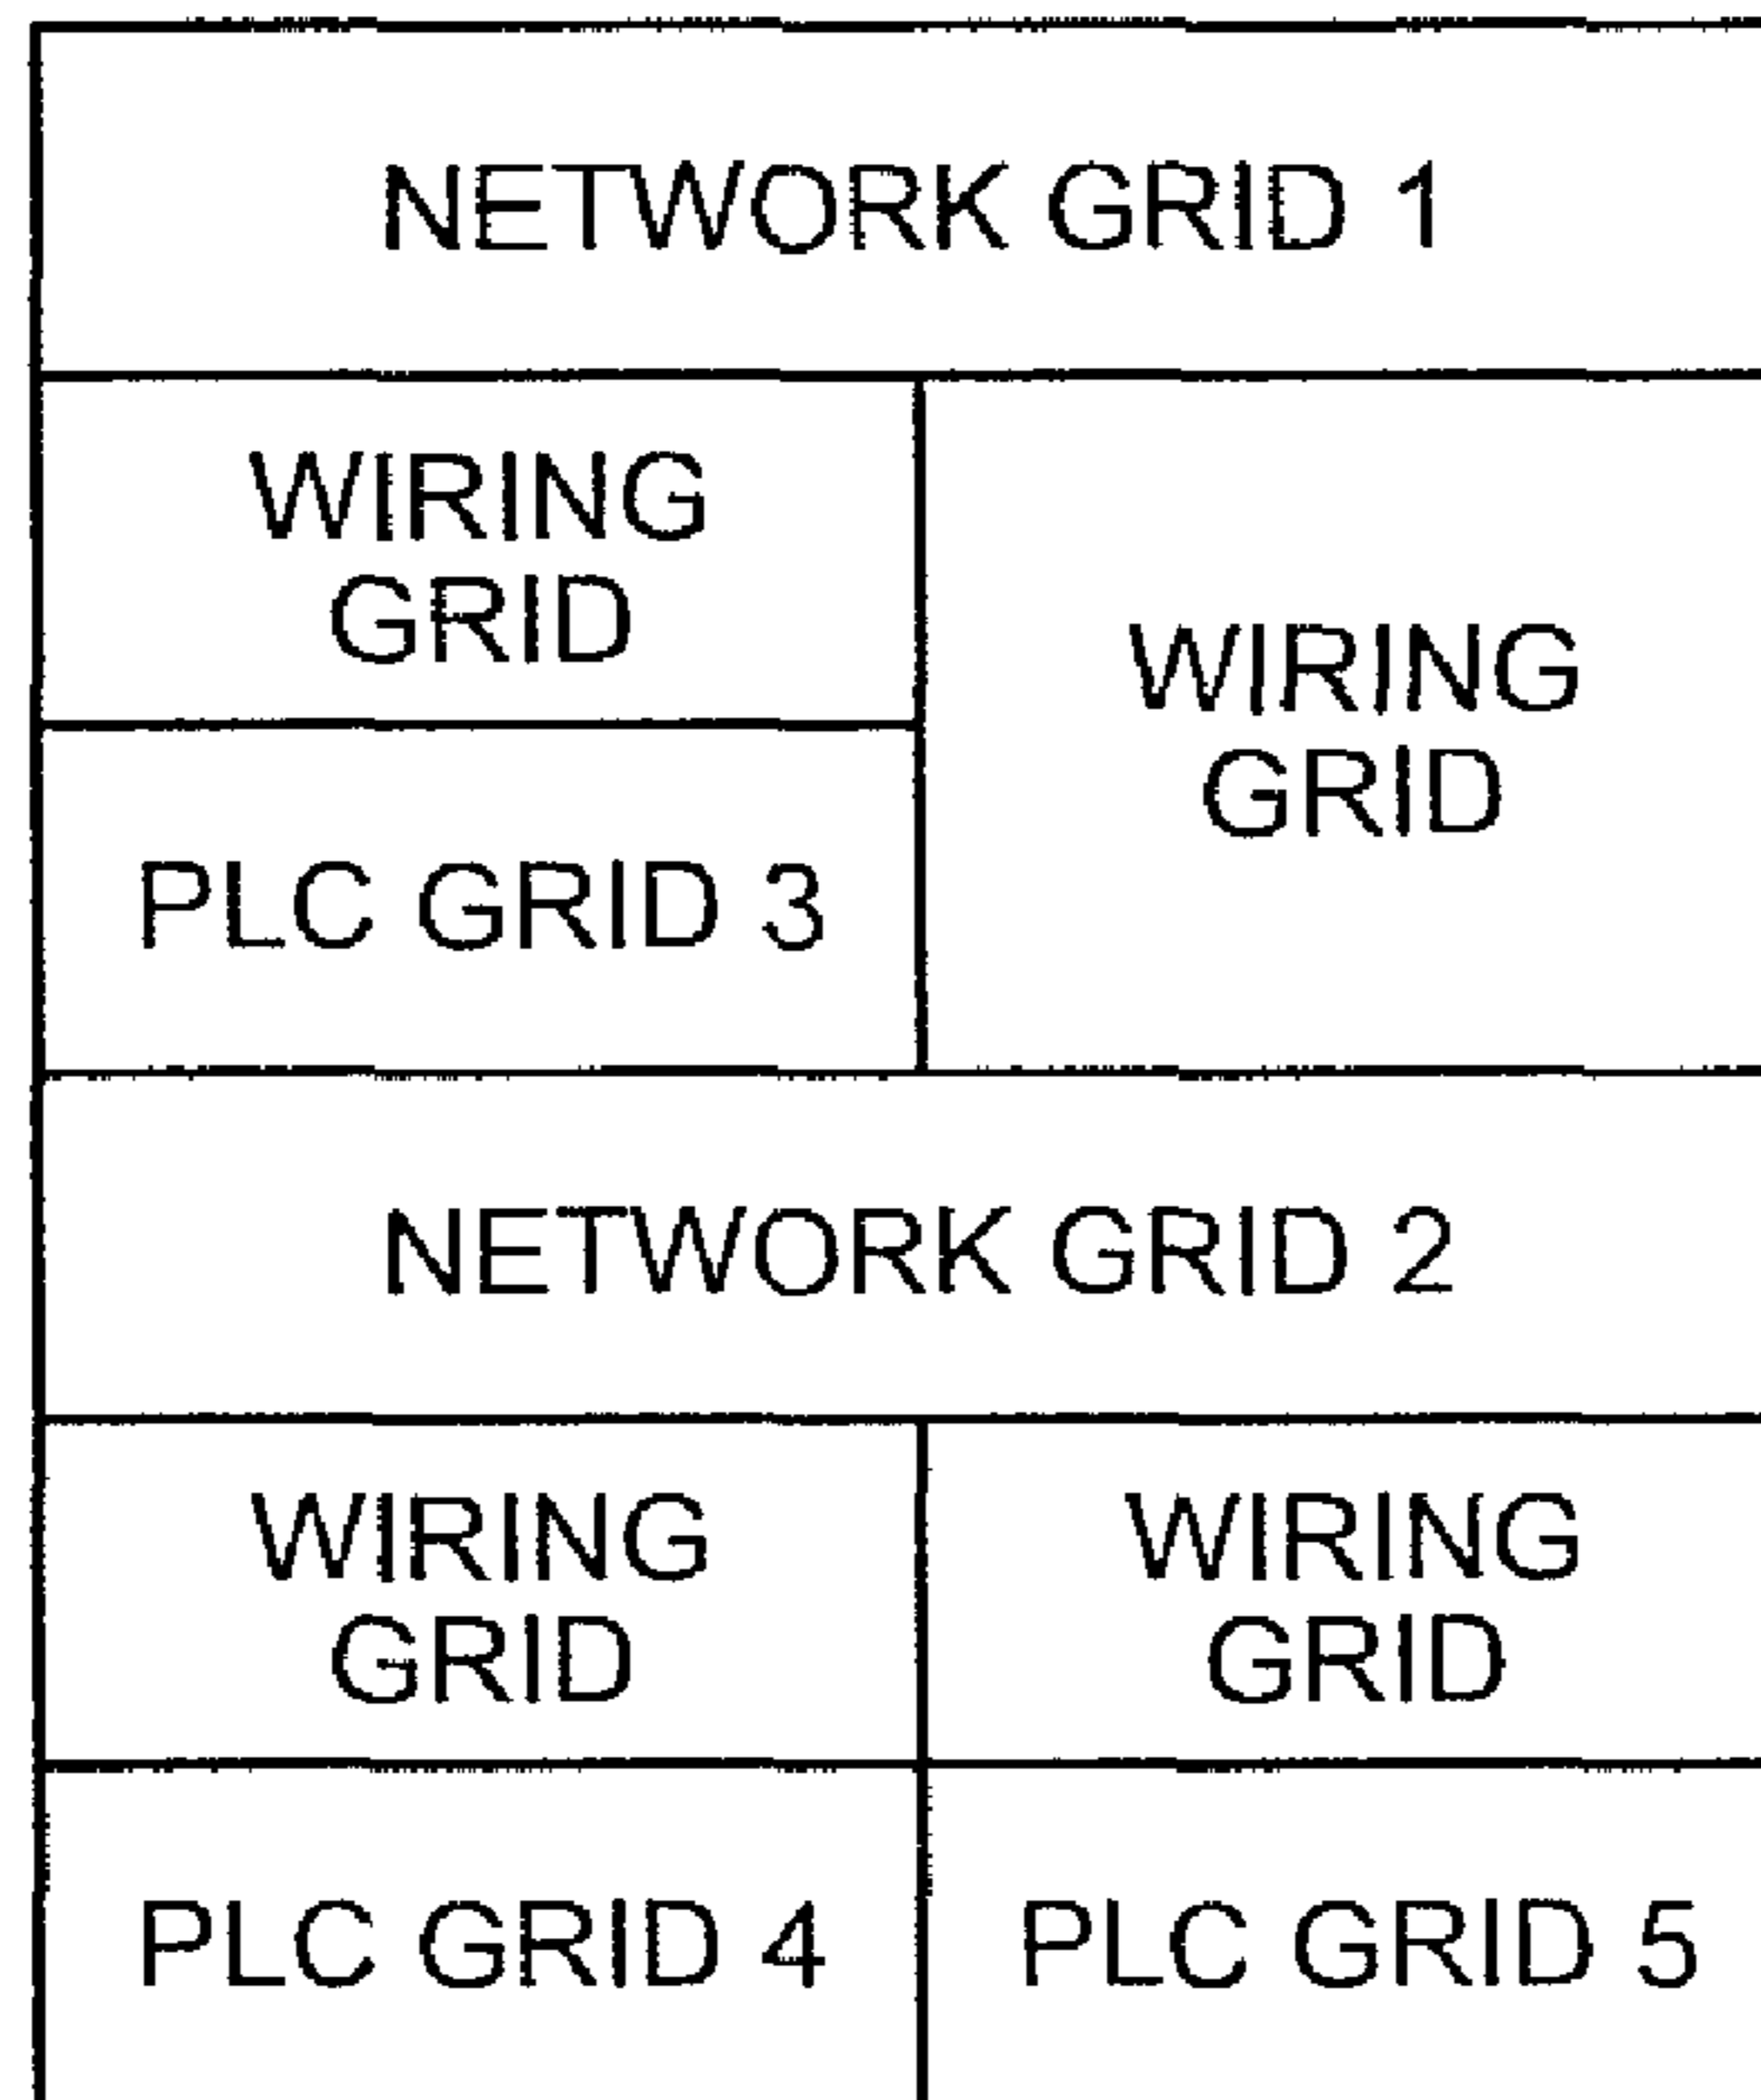 NETWORK GRID 1
WIRING
GRID
PLC GRID 3
WIRING
GRID
NETWORK GRID 2
WIRING
GRID
WIRING
GRID
PLC GRID 4
PLC GRID 5